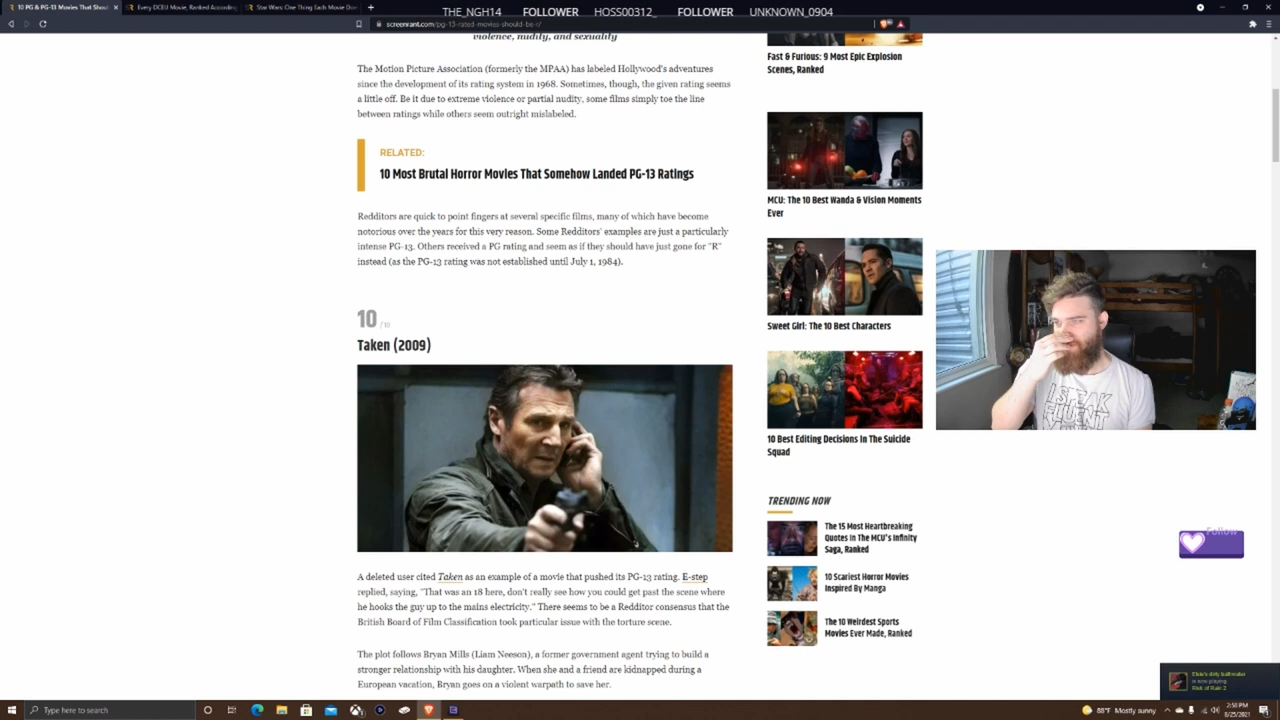 THE_NGH14 FOLLOWER HOSS00312_ FOLLOWER UNKNOWN_0904
10 PG & PG-13 Movies That Shoul
Every DCEU Movie, Ranked According
Star Wars: One Thing Each Movie Doe
screenrant.com/pg-13-rated-movies-should-be-r/
violence, nudity, and sexuality
The Motion Picture Association (formerly the MPAA) has labeled Hollywood's adventures
since the development of its rating system in 1968. Sometimes, though, the given rating seems
a little off. Be it due to extreme violence or partial nudity, some films simply toe the line
between ratings while others seem outright mislabeled.
RELATED:
10 Most Brutal Horror Movies That Somehow Landed PG-13 Ratings
Redditors are quick to point fingers at several specific films, many of which have become
notorious over the years for this very reason. Some Redditors' examples are just a particularly
intense PG-13. Others received a PG rating and seem as if they should have just gone for "R"
instead (as the PG-13 rating was not established until July 1, 1984).
10 /10
Taken (2009)
A deleted user cited Taken as an example of a movie that pushed its PG-13 rating. E-step
replied, saying, "That was an 18 here, don't really see how you could get past the scene where
he hooks the guy up to the mains electricity." There seems to be a Redditor consensus that the
British Board of Film Classification took particular issue with the torture scene.
The plot follows Bryan Mills (Liam Neeson), a former government agent trying to build a
stronger relationship with his daughter. When she and a friend are kidnapped during a
European vacation, Bryan goes on a violent warpath to save her.
Fast & Furious: 9 Most Epic Explosion
Scenes, Ranked
MCU: The 10 Best Wanda & Vision Moments
Ever
Sweet Girl: The 10 Best Characters
10 Best Editing Decisions In The Suicide
Squad
TRENDING NOW
The 15 Most Heartbreaking
Quotes In The MCU's Infinity
Saga, Ranked
10 Scariest Horror Movies
Inspired By Manga
The 10 Weirdest Sports
Movies Ever Made, Ranked
I SPEAK
FLUENT
Follow
is now playing
Risk of Rain 2
Type here to search
88°F Mostly sunny
2:58 PM
8/25/2021